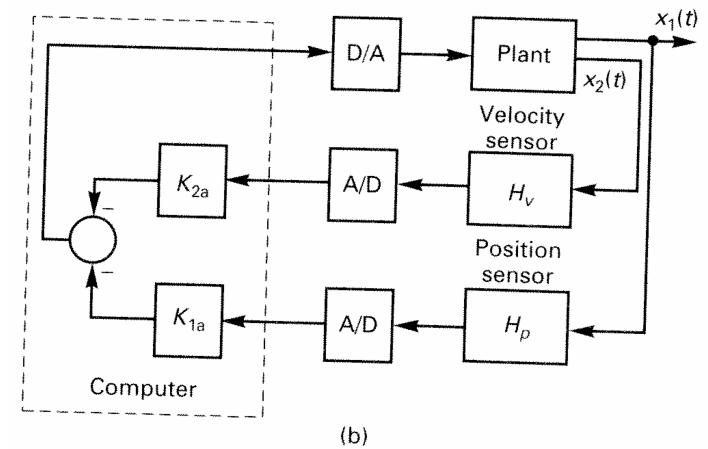 x₁(t)
D/A
Plant
x₂(t)
Velocity
sensor
K₂ₐ
A/D
Hᵥ
−
−
Position
sensor
K₁ₐ
A/D
Hₚ
Computer
(b)